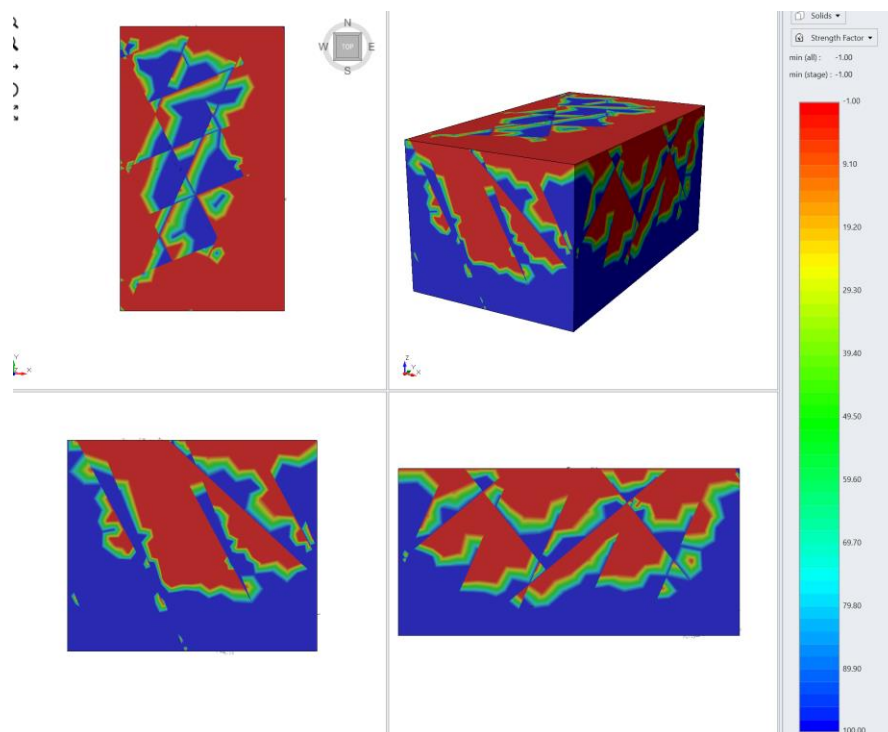 Solids
Strength Factor
min (all) : -1.00
min (stage) : -1.00
N
W
TOP
E
S
-1.00
9.10
19.20
29.30
39.40
49.50
59.60
69.70
79.80
89.90
100.00
Y
X
Z
Y
X